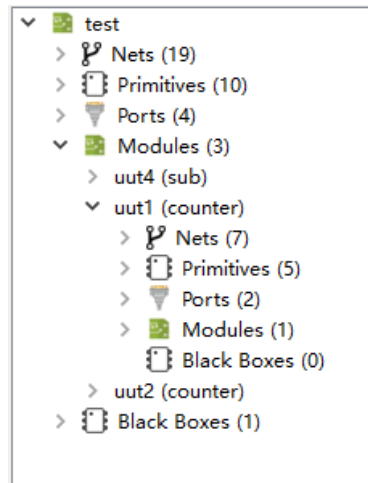 test
Nets (19)
Primitives (10)
Ports (4)
Modules (3)
uut4 (sub)
uut1 (counter)
Nets (7)
Primitives (5)
Ports (2)
Modules (1)
Black Boxes (0)
uut2 (counter)
Black Boxes (1)